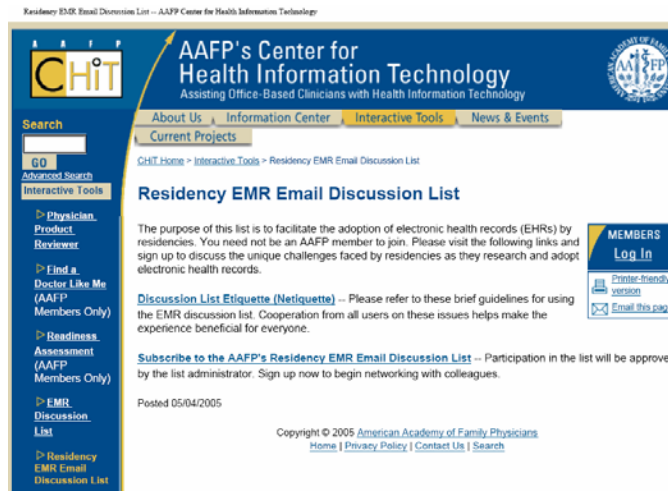 Residency EMR Email Discussion List -- AAFP Center for Health Information Technology
A A F P
CHiT
AAFP's Center for
Health Information Technology
Assisting Office-Based Clinicians with Health Information Technology
About Us
Information Center
Interactive Tools
News & Events
Current Projects
Search
GO
Advanced Search
Interactive Tools
Physician
Product
Reviewer
Find a
Doctor Like Me
(AAFP
Members Only)
Readiness
Assessment
(AAFP
Members Only)
EMR
Discussion
List
Residency
EMR Email
Discussion List
CHiT Home > Interactive Tools > Residency EMR Email Discussion List
Residency EMR Email Discussion List
The purpose of this list is to facilitate the adoption of electronic health records (EHRs) by
residencies. You need not be an AAFP member to join. Please visit the following links and
sign up to discuss the unique challenges faced by residencies as they research and adopt
electronic health records.
Discussion List Etiquette (Netiquette) -- Please refer to these brief guidelines for using
the EMR discussion list. Cooperation from all users on these issues helps make the
experience beneficial for everyone.
Subscribe to the AAFP's Residency EMR Email Discussion List -- Participation in the list will be approve
by the list administrator. Sign up now to begin networking with colleagues.
Posted 05/04/2005
MEMBERS
Log In
Printer-friendly
version
Email this pag
Copyright © 2005 American Academy of Family Physicians
Home | Privacy Policy | Contact Us | Search